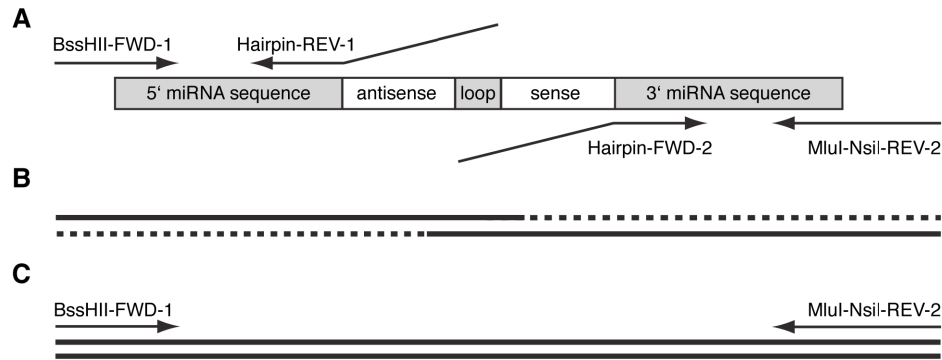 A
BssHII-FWD-1
Hairpin-REV-1
5' miRNA sequence
antisense
loop
sense
3' miRNA sequence
Hairpin-FWD-2
MluI-NsiI-REV-2
B
C
BssHII-FWD-1
MluI-NsiI-REV-2